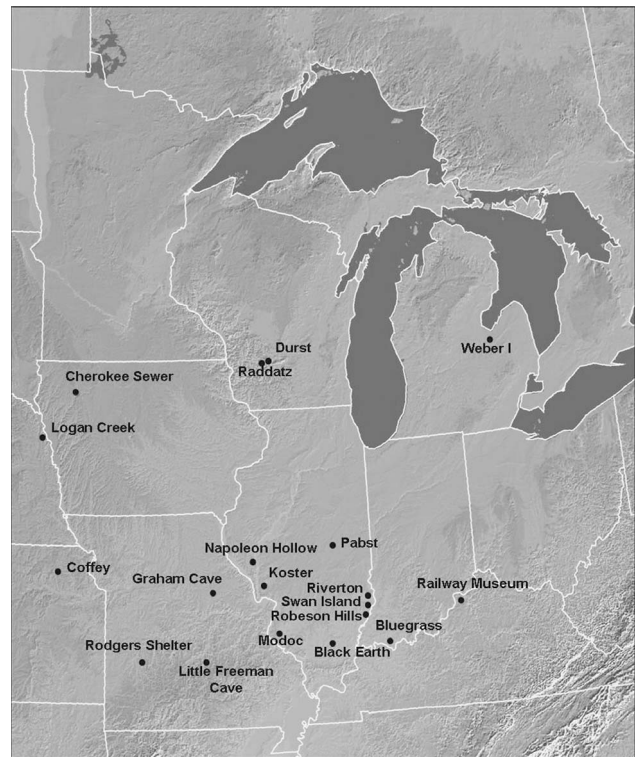 Durst
Raddatz
Weber I
Cherokee Sewer
Logan Creek
Pabst
Napoleon Hollow
Coffey
Koster
Graham Cave
Railway Museum
Riverton
Swan Island
Robeson Hills
Bluegrass
Modoc
Black Earth
Rodgers Shelter
Little Freeman
Cave